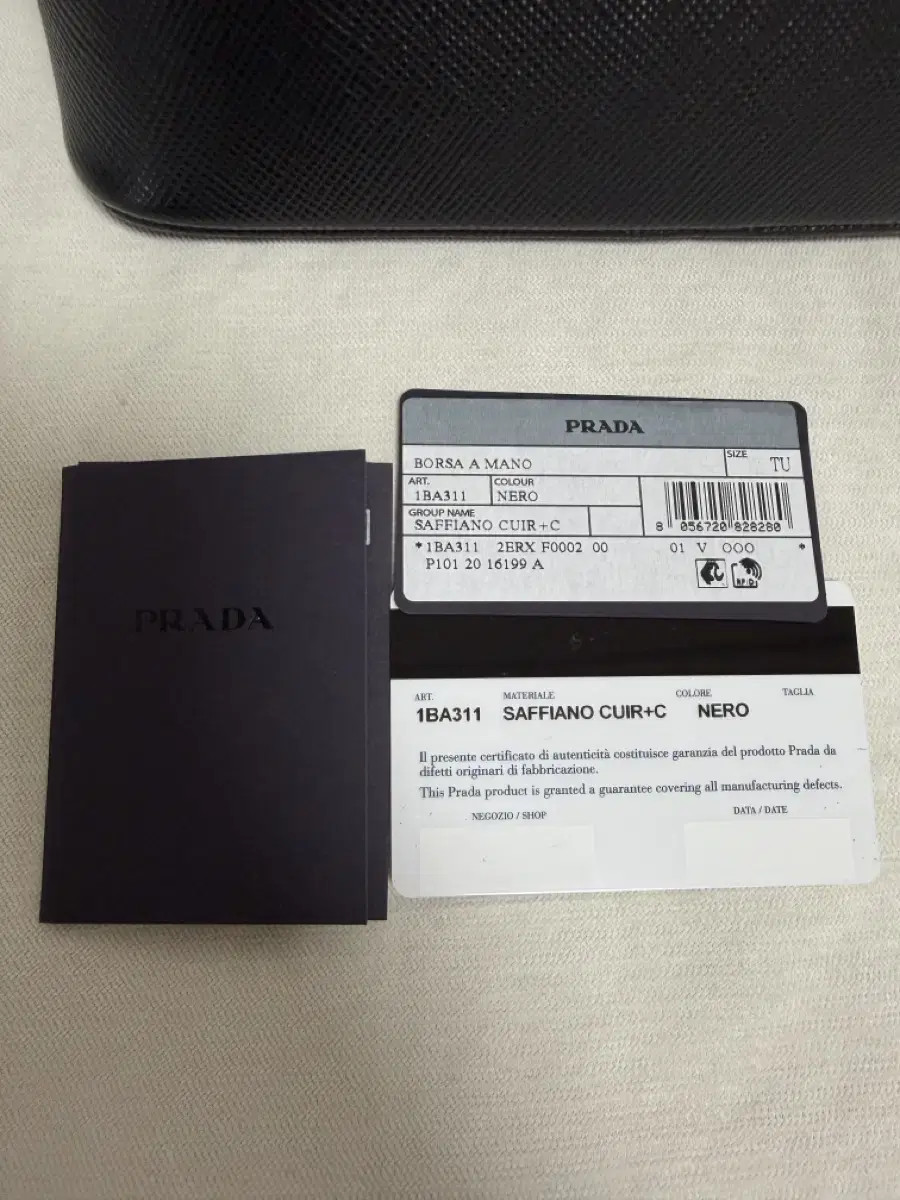 PRADA
BORSA A MANO
SIZE
TU
ART.
1BA311
COLOUR
NERO
GROUP NAME
SAFFIANO CUIR+C
8 056720 828280
*1BA311 2ERX F0002 00 01 V OOO *
P101 20 16199 A
RFID
PRADA
ART. MATERIALE COLORE TAGLIA
1BA311 SAFFIANO CUIR+C NERO
Il presente certificato di autenticità costituisce garanzia del prodotto Prada da
difetti originari di fabbricazione.
This Prada product is granted a guarantee covering all manufacturing defects.
NEGOZIO / SHOP DATA / DATE